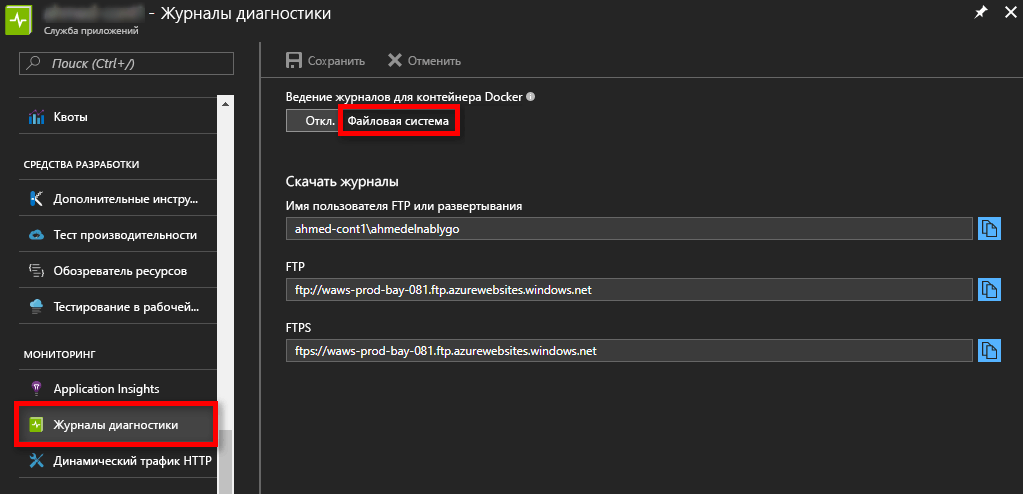 - Журналы диагностики
Служба приложений
Поиск (Ctrl+/)
Квоты
СРЕДСТВА РАЗРАБОТКИ
Дополнительные инстру...
Тест производительности
Обозреватель ресурсов
Тестирование в рабочей...
МОНИТОРИНГ
Application Insights
Журналы диагностики
Динамический трафик HTTP
Сохранить Отменить
Ведение журналов для контейнера Docker
Откл. Файловая система
Скачать журналы
Имя пользователя FTP или развертывания
ahmed-cont1\ahmedelnablygo
FTP
ftp://waws-prod-bay-081.ftp.azurewebsites.windows.net
FTPS
ftps://waws-prod-bay-081.ftp.azurewebsites.windows.net